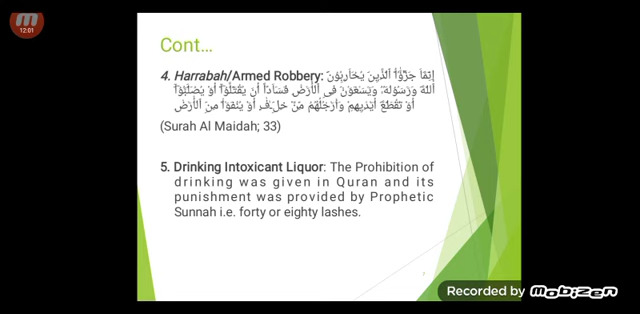 12:01
Cont…
4. Harrabah/Armed Robbery: إِنَّمَا جَزَٰٓؤُا۟ ٱلَّذِينَ يُحَارِبُونَ
ٱللَّهَ وَرَسُولَهُۥ وَيَسْعَوْنَ فِى ٱلْأَرْضِ فَسَادًا أَن يُقَتَّلُوٓا۟ أَوْ يُصَلَّبُوٓا۟
أَوْ تُقَطَّعَ أَيْدِيهِمْ وَأَرْجُلُهُم مِّنْ خِلَٰفٍ أَوْ يُنفَوْا۟ مِنَ ٱلْأَرْضِ
(Surah Al Maidah; 33)
5. Drinking Intoxicant Liquor: The Prohibition of
drinking was given in Quran and its
punishment was provided by Prophetic
Sunnah i.e. forty or eighty lashes.
7
Recorded by Mobizen